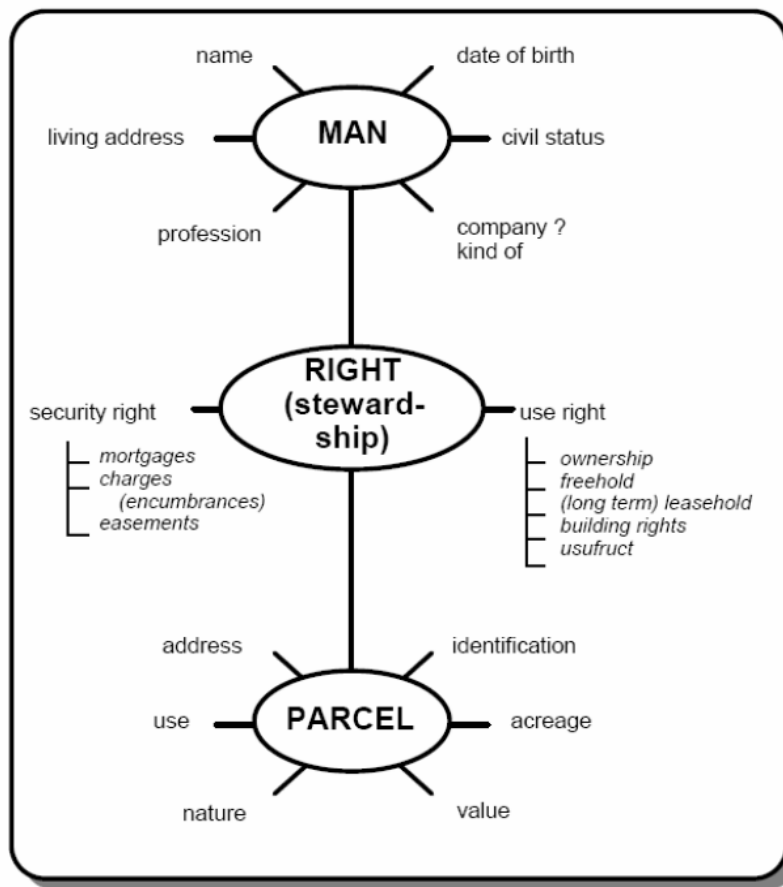 name
date of birth
MAN
living address
civil status
profession
company ?
kind of
RIGHT
(steward-
ship)
security right
use right
mortgages
charges
(encumbrances)
easements
ownership
freehold
(long term) leasehold
building rights
usufruct
address
identification
PARCEL
use
acreage
nature
value